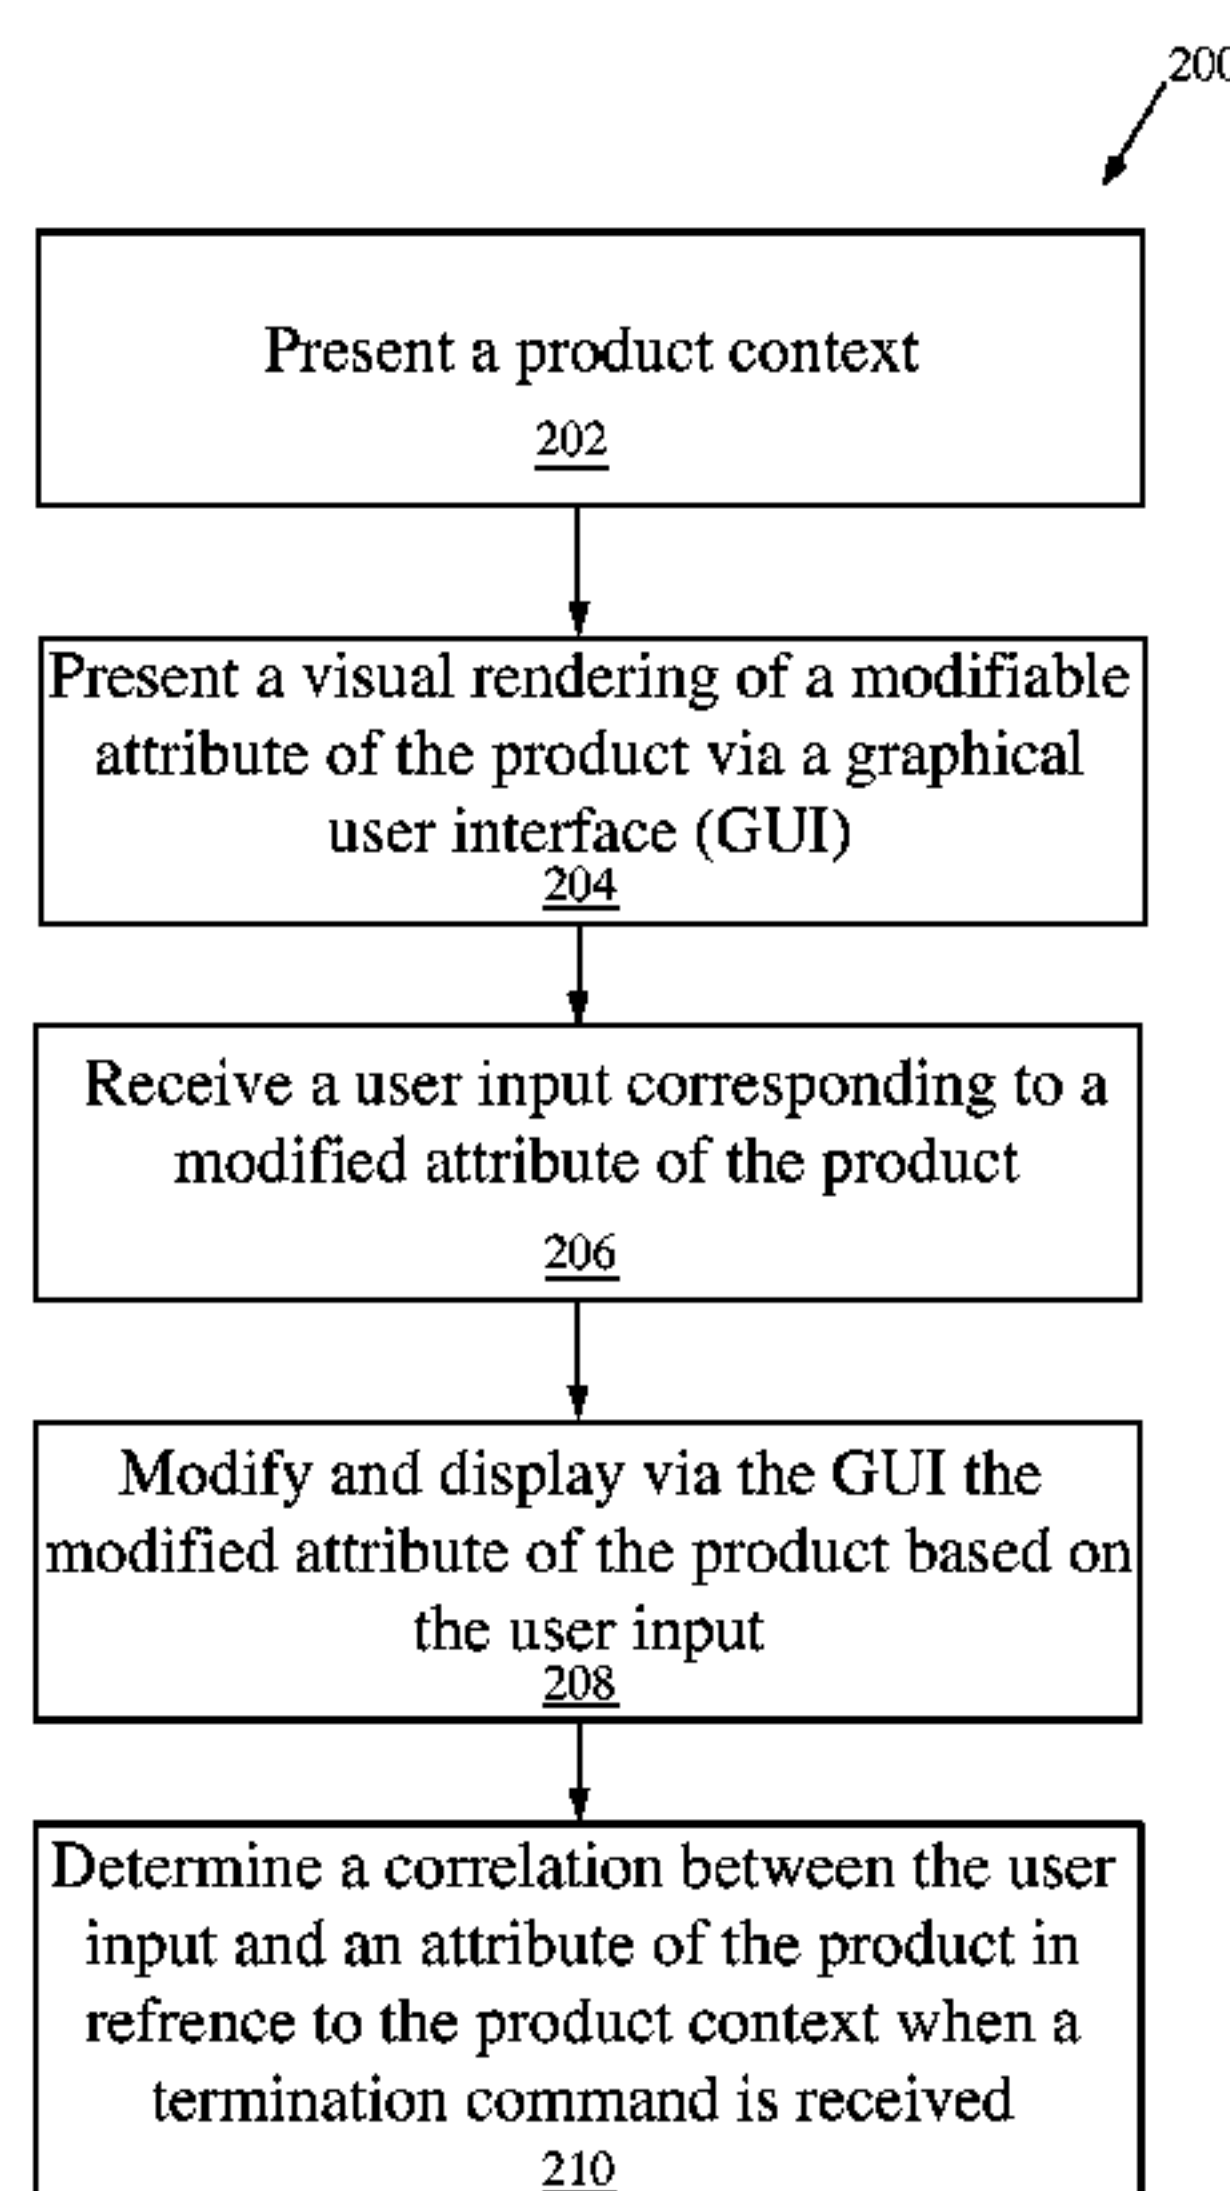 200
Present a product context
202
Present a visual rendering of a modifiable
attribute of the product via a graphical
user interface (GUI)
204
Receive a user input corresponding to a
modified attribute of the product
206
Modify and display via the GUI the
modified attribute of the product based on
the user input
208
Determine a correlation between the user
input and an attribute of the product in
refrence to the product context when a
termination command is received
210